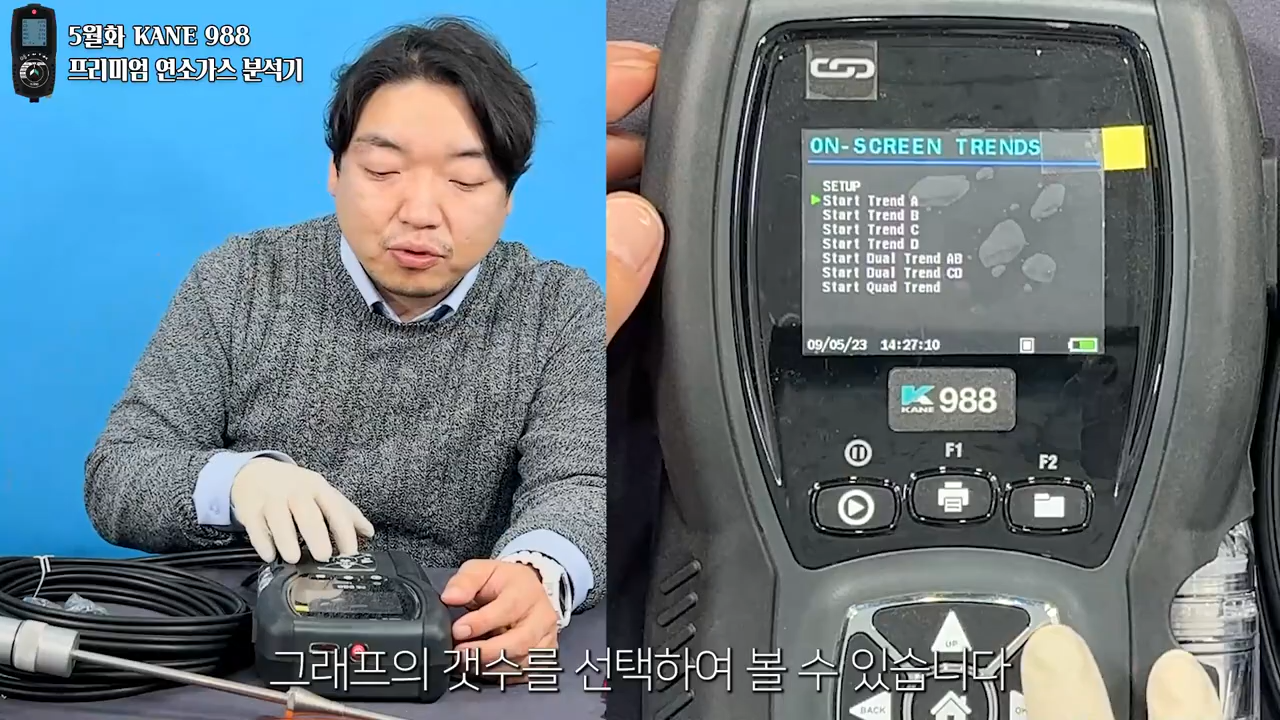 5월화 KANE 988
프리미엄 연소가스 분석기
ON-SCREEN TRENDS
SETUP
Start Trend A
Start Trend B
Start Trend C
Start Trend D
Start Dual Trend AB
Start Dual Trend CD
Start Quad Trend
09/05/23 14:27:10
KANE 988
F1
F2
UP
BACK
OK
그래프의 갯수를 선택하여 볼 수 있습니다